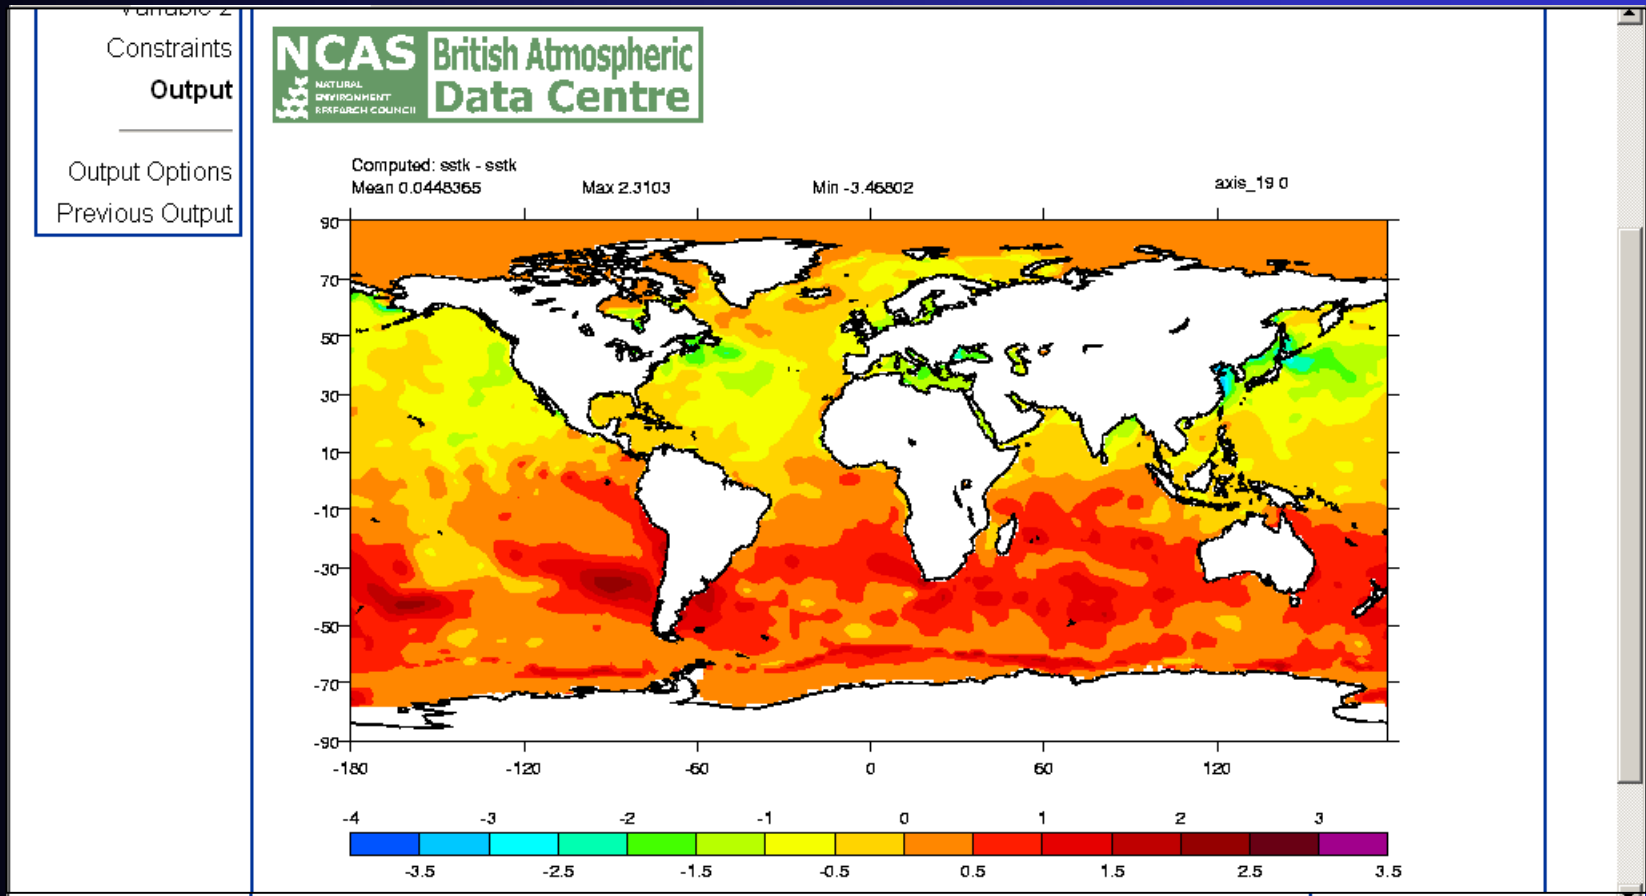 Variable 2
Constraints
Output
Output Options
Previous Output
NCAS
NATURAL
ENVIRONMENT
RESEARCH COUNCIL
British Atmospheric
Data Centre
Computed: sstk - sstk
Mean 0.0448365
Max 2.3103
Min -3.46802
axis_19 0
90
70
50
30
10
-10
-30
-50
-70
-90
-180
-120
-60
0
60
120
-4
-3
-2
-1
0
1
2
3
-3.5
-2.5
-1.5
-0.5
0.5
1.5
2.5
3.5